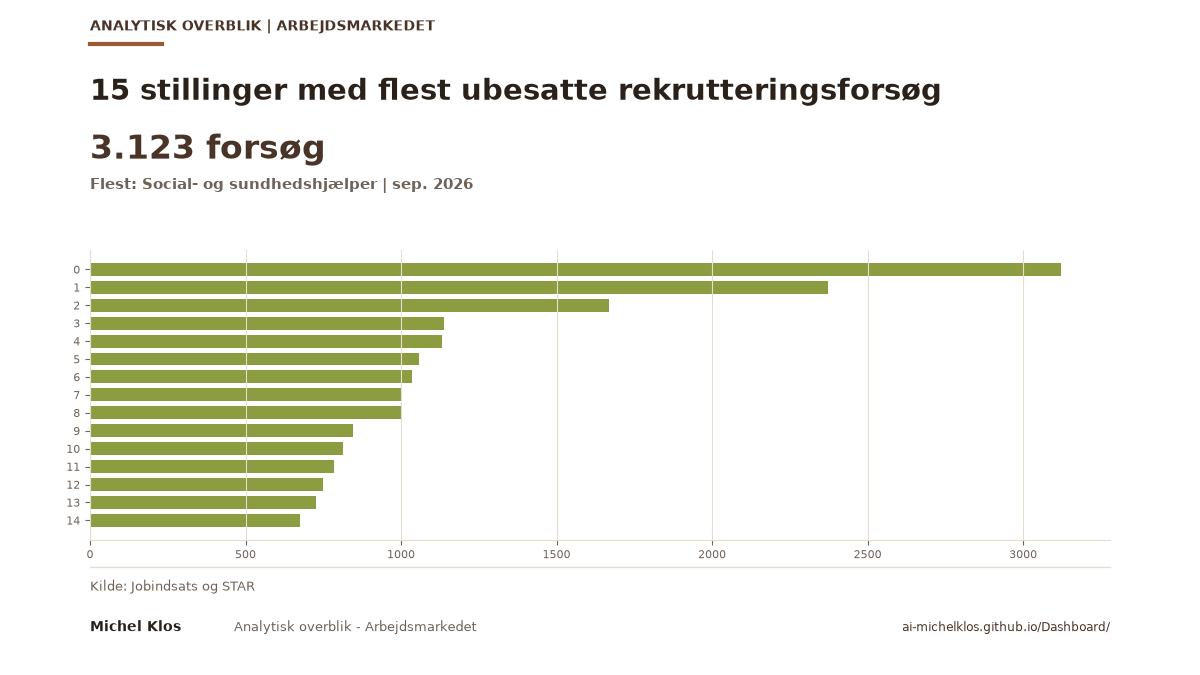 ANALYTISK OVERBLIK | ARBEJDSMARKEDET
15 stillinger med flest ubesatte rekrutteringsforsøg
3.123 forsøg
Flest: Social- og sundhedshjælper | sep. 2026
0
1
2
3
4
5
6
7
8
9
10
11
12
13
14
0 500 1000 1500 2000 2500 3000
Kilde: Jobindsats og STAR
Michel Klos Analytisk overblik - Arbejdsmarkedet ai-michelklos.github.io/Dashboard/